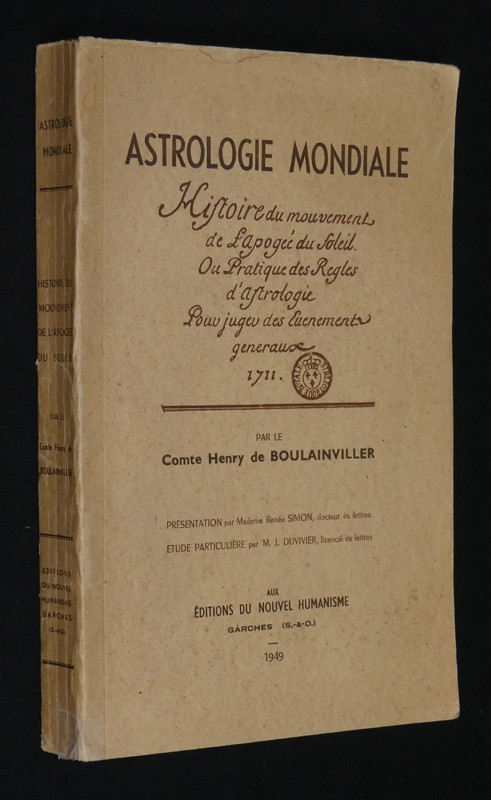 ASTROLOGIE MONDIALE
Histoire du mouvement
de L'apogée du Soleil.
Ou Pratique des Regles
d'Astrologie
Pour juger des Euenements
generaux
1711.
PAR LE
Comte Henry de BOULAINVILLER
PRÉSENTATION par Madame Renée SIMON, docteur ès lettres
ETUDE PARTICULIÈRE par M. J. DUVIVIER, licencié ès lettres
AUX
ÉDITIONS DU NOUVEL HUMANISME
GARCHES (S.-&-O.)
1949
ASTROLOGIE
MONDIALE
HISTOIRE DU
MOUVEMENT
DE L'APOGÉE
DU SOLEIL
PAR LE
Comte Henry de
BOULAINVILLER
EDITIONS
DU NOUVEL
HUMANISME
GARCHES
(S-&-O)